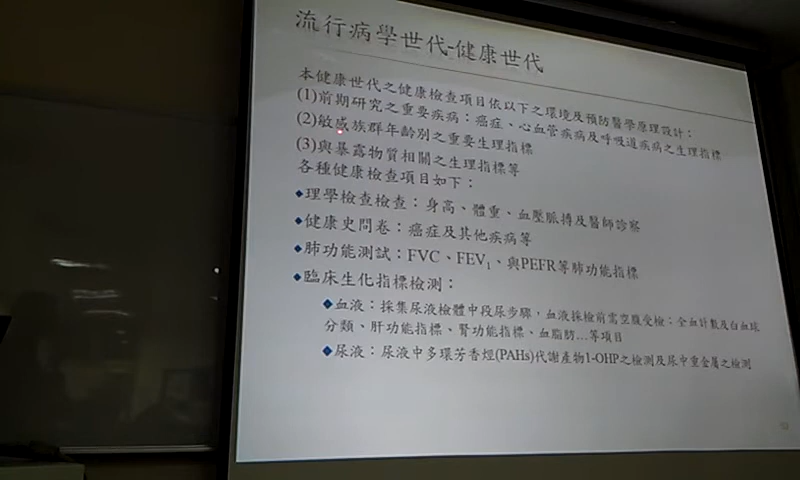 流行病學世代-健康世代
本健康世代之健康檢查項目依以下之環境及預防醫學原理設計：
(1)前期研究之重要疾病：癌症、心血管疾病及呼吸道疾病之生理指標
(2)敏感族群年齡別之重要生理指標
(3)與暴露物質相關之生理指標等
各種健康檢查項目如下：
◆理學檢查檢查：身高、體重、血壓脈搏及醫師診察
◆健康史問卷：癌症及其他疾病等
◆肺功能測試：FVC、FEV₁、與PEFR等肺功能指標
◆臨床生化指標檢測：
◆血液：採集尿液檢體中段尿步驟，血液採檢前需空腹受檢：全血計數及白血球
分類、肝功能指標、腎功能指標、血脂肪…等項目
◆尿液：尿液中多環芳香烴(PAHs)代謝產物1-OHP之檢測及尿中重金屬之檢測